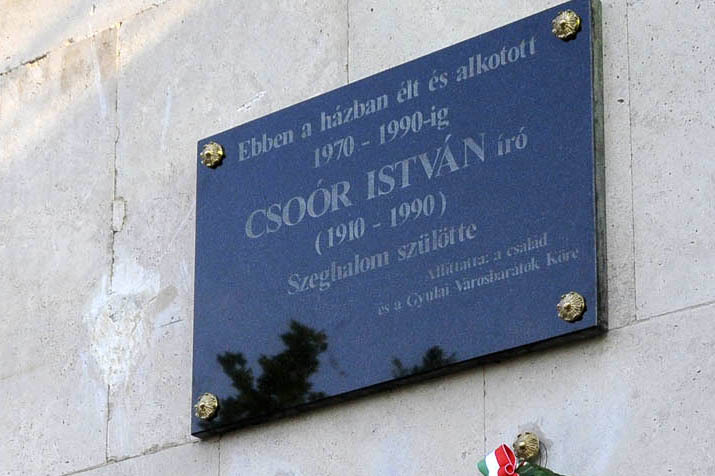 Ebben a házban élt és alkotott
1970 - 1990-ig
CSOÓR ISTVÁN író
(1910 - 1990)
Szeghalom szülötte
Állíttatta: a család
és a Gyulai Városbarátok Köre